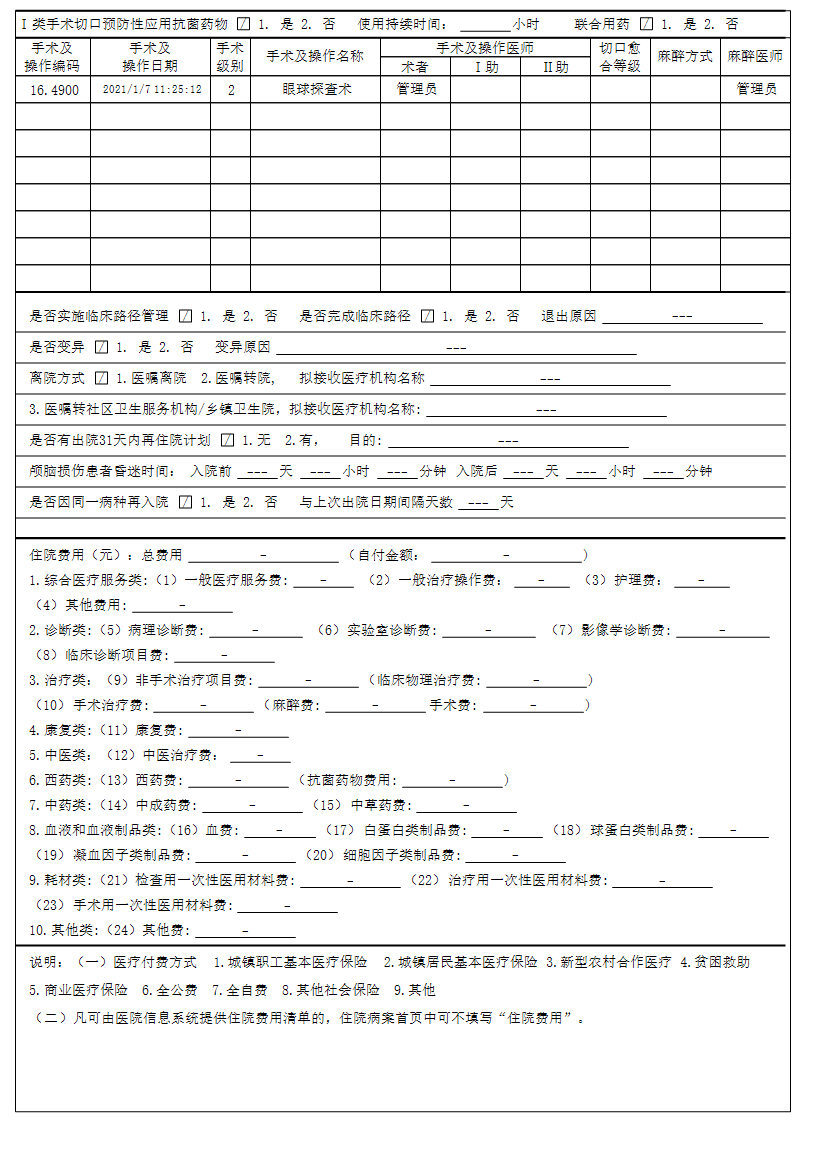 I类手术切口预防性应用抗菌药物 / 1. 是 2. 否 使用持续时间: ______小时 联合用药 / 1. 是 2. 否
手术及操作编码 手术及操作日期 手术级别 手术及操作名称 手术及操作医师 切口愈合等级 麻醉方式 麻醉医师
术者 I助 II助
16.4900 2021/1/7 11:25:12 2 眼球探查术 管理员 管理员
是否实施临床路径管理 / 1. 是 2. 否 是否完成临床路径 / 1. 是 2. 否 退出原因 ---
是否变异 / 1. 是 2. 否 变异原因 ---
离院方式 / 1.医嘱离院 2.医嘱转院, 拟接收医疗机构名称 ---
3.医嘱转社区卫生服务机构/乡镇卫生院，拟接收医疗机构名称: ---
是否有出院31天内再住院计划 / 1.无 2.有， 目的: ---
颅脑损伤患者昏迷时间： 入院前 --- 天 --- 小时 --- 分钟 入院后 --- 天 --- 小时 --- 分钟
是否因同一病种再入院 / 1. 是 2. 否 与上次出院日期间隔天数 --- 天
住院费用（元）: 总费用 - （自付金额: - ）
1.综合医疗服务类:（1）一般医疗服务费: - （2）一般治疗操作费: - （3）护理费: -
（4）其他费用: -
2.诊断类:（5）病理诊断费: - （6）实验室诊断费: - （7）影像学诊断费: -
（8）临床诊断项目费: -
3.治疗类:（9）非手术治疗项目费: - （临床物理治疗费: - ）
（10）手术治疗费: - （麻醉费: - 手术费: - ）
4.康复类:（11）康复费: -
5.中医类:（12）中医治疗费: -
6.西药类:（13）西药费: - （抗菌药物费用: - ）
7.中药类:（14）中成药费: - （15）中草药费: -
8.血液和血液制品类:（16）血费: - （17）白蛋白类制品费: - （18）球蛋白类制品费: -
（19）凝血因子类制品费: - （20）细胞因子类制品费: -
9.耗材类:（21）检查用一次性医用材料费: - （22）治疗用一次性医用材料费: -
（23）手术用一次性医用材料费: -
10.其他类:（24）其他费: -
说明:（一）医疗付费方式 1.城镇职工基本医疗保险 2.城镇居民基本医疗保险 3.新型农村合作医疗 4.贫困救助
5.商业医疗保险 6.全公费 7.全自费 8.其他社会保险 9.其他
（二）凡可由医院信息系统提供住院费用清单的，住院病案首页中可不填写“住院费用”。